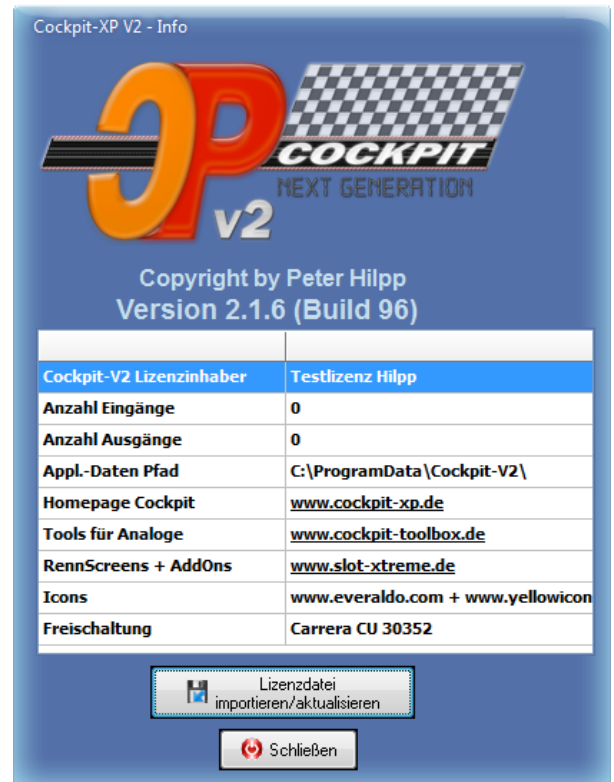 Cockpit-XP V2 - Info
CP COCKPIT
NEXT GENERATION
v2
Copyright by Peter Hilpp
Version 2.1.6 (Build 96)
Cockpit-V2 Lizenzinhaber Testlizenz Hilpp
Anzahl Eingänge 0
Anzahl Ausgänge 0
Appl.-Daten Pfad C:\ProgramData\Cockpit-V2\
Homepage Cockpit www.cockpit-xp.de
Tools für Analoge www.cockpit-toolbox.de
RennScreens + AddOns www.slot-xtreme.de
Icons www.everaldo.com + www.yellowicon
Freischaltung Carrera CU 30352
Lizenzdatei
importieren/aktualisieren
Schließen